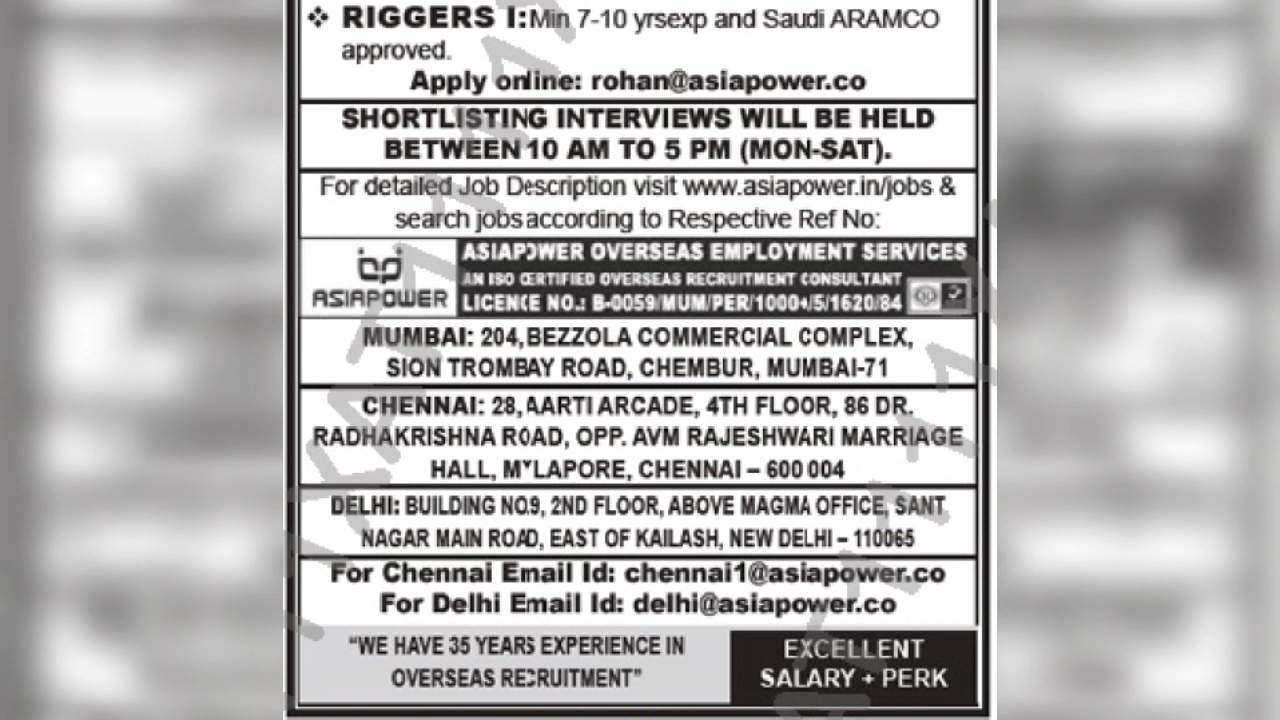 ❖ RIGGERS I:Min 7-10 yrsexp and Saudi ARAMCO
approved.
Apply online: rohan@asiapower.co
SHORTLISTING INTERVIEWS WILL BE HELD
BETWEEN 10 AM TO 5 PM (MON-SAT).
For detailed Job Description visit www.asiapower.in/jobs &
search jobs according to Respective Ref No:
ASIAPOWER
ASIAPOWER OVERSEAS EMPLOYMENT SERVICES
AN ISO CERTIFIED OVERSEAS RECRUITMENT CONSULTANT
LICENCE NO.: B-0059/MUM/PER/1000+/5/1620/84
MUMBAI: 204, BEZZOLA COMMERCIAL COMPLEX,
SION TROMBAY ROAD, CHEMBUR, MUMBAI-71
CHENNAI: 28, AARTI ARCADE, 4TH FLOOR, 86 DR.
RADHAKRISHNA ROAD, OPP. AVM RAJESHWARI MARRIAGE
HALL, MYLAPORE, CHENNAI – 600 004
DELHI: BUILDING NO.9, 2ND FLOOR, ABOVE MAGMA OFFICE, SANT
NAGAR MAIN ROAD, EAST OF KAILASH, NEW DELHI – 110065
For Chennai Email Id: chennai1@asiapower.co
For Delhi Email Id: delhi@asiapower.co
“WE HAVE 35 YEARS EXPERIENCE IN
OVERSEAS RECRUITMENT”
EXCELLENT
SALARY + PERK